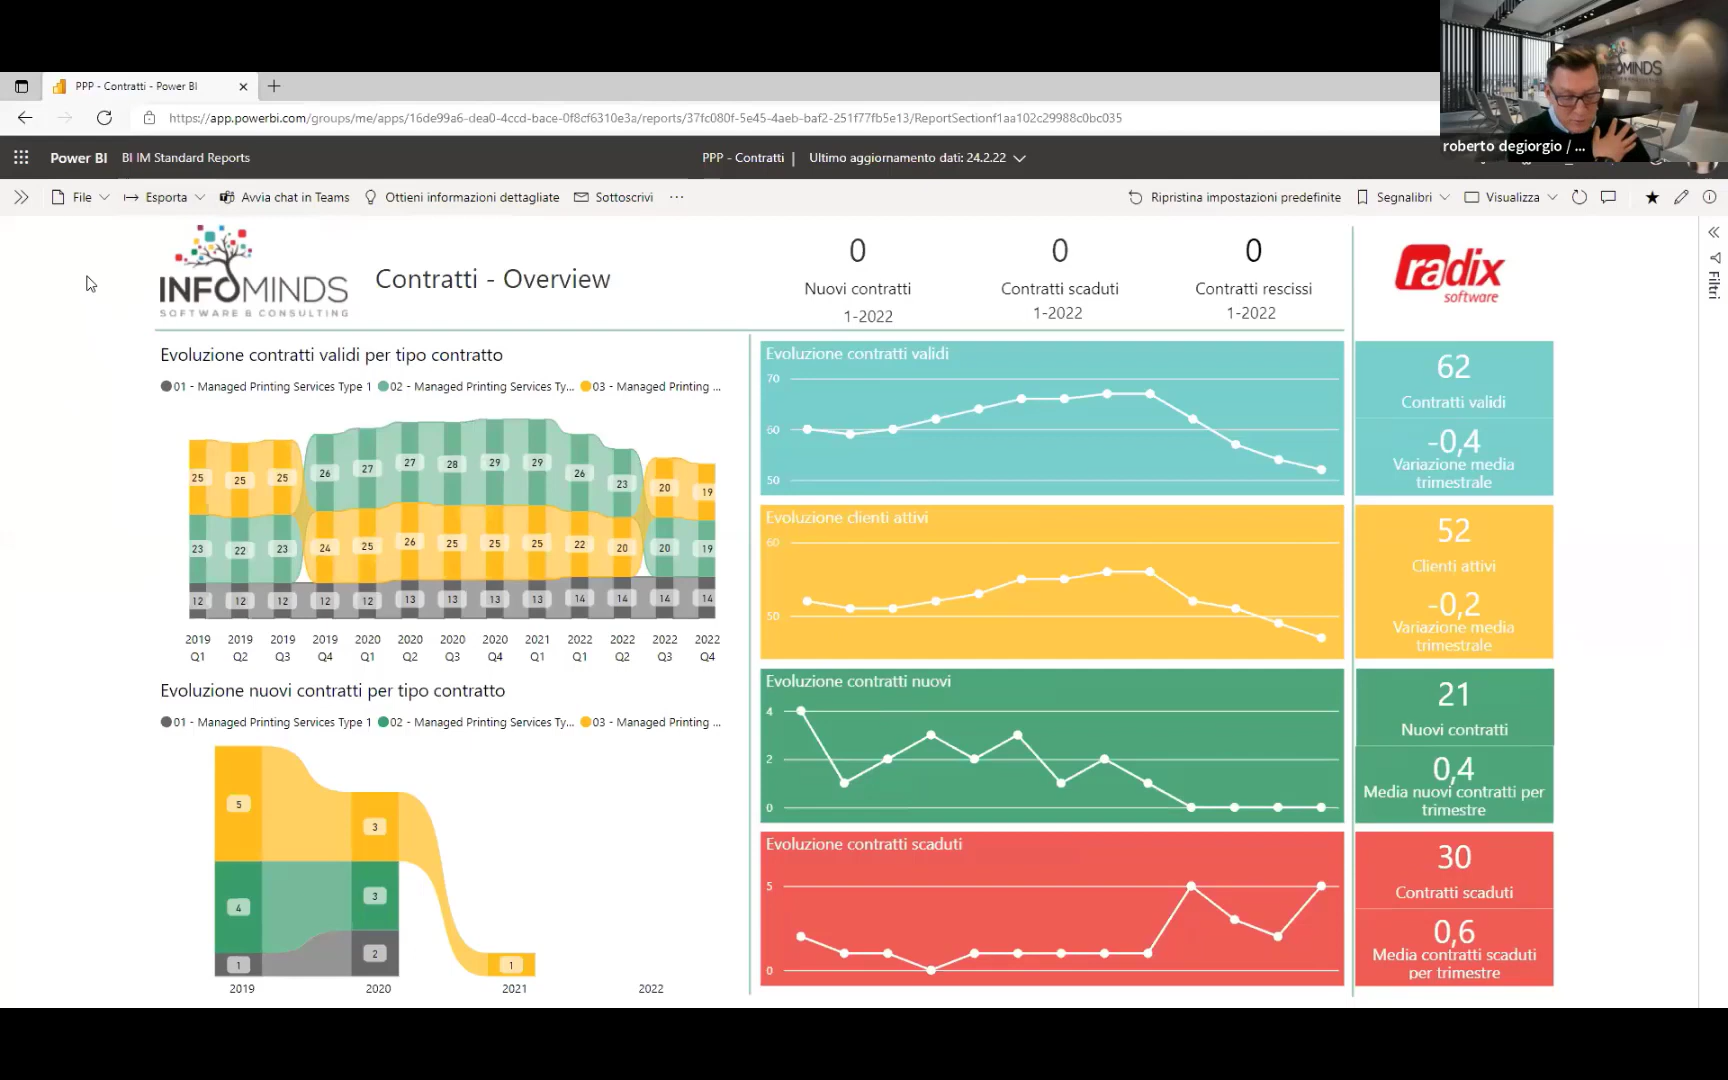 PPP - Contratti - Power BI
https://app.powerbi.com/groups/me/apps/16de99a6-dea0-4ccd-bace-0f8cf6310e3a/reports/37fc080f-5e45-4aeb-baf2-251f77fb5e13/ReportSectionf1aa102c29988c0bc035
INFOMINDS
roberto degiorgio / ...
Power BI BI IM Standard Reports
PPP - Contratti | Ultimo aggiornamento dati: 24.2.22
File Esporta Avvia chat in Teams Ottieni informazioni dettagliate Sottoscrivi ...
Ripristina impostazioni predefinite Segnalibri Visualizza
Filtri
INFOMINDS
SOFTWARE & CONSULTING
Contratti - Overview
0
Nuovi contratti
1-2022
0
Contratti scaduti
1-2022
0
Contratti rescissi
1-2022
radix
software
Evoluzione contratti validi per tipo contratto
01 - Managed Printing Services Type 1 02 - Managed Printing Services Ty... 03 - Managed Printing ...
25 25 25 26 27 27 28 29 29 26 23 20 19
23 22 23 24 25 26 25 25 25 22 20 20 19
12 12 12 12 12 13 13 13 13 14 14 14 14
2019 2019 2019 2019 2020 2020 2020 2020 2021 2022 2022 2022 2022
Q1 Q2 Q3 Q4 Q1 Q2 Q3 Q4 Q1 Q1 Q2 Q3 Q4
Evoluzione nuovi contratti per tipo contratto
01 - Managed Printing Services Type 1 02 - Managed Printing Services Ty... 03 - Managed Printing ...
5 3
4 3
1 2 1
2019 2020 2021 2022
Evoluzione contratti validi
70
60
50
62
Contratti validi
-0,4
Variazione media
trimestrale
Evoluzione clienti attivi
60
50
52
Clienti attivi
-0,2
Variazione media
trimestrale
Evoluzione contratti nuovi
4
2
0
21
Nuovi contratti
0,4
Media nuovi contratti per
trimestre
Evoluzione contratti scaduti
5
0
30
Contratti scaduti
0,6
Media contratti scaduti
per trimestre